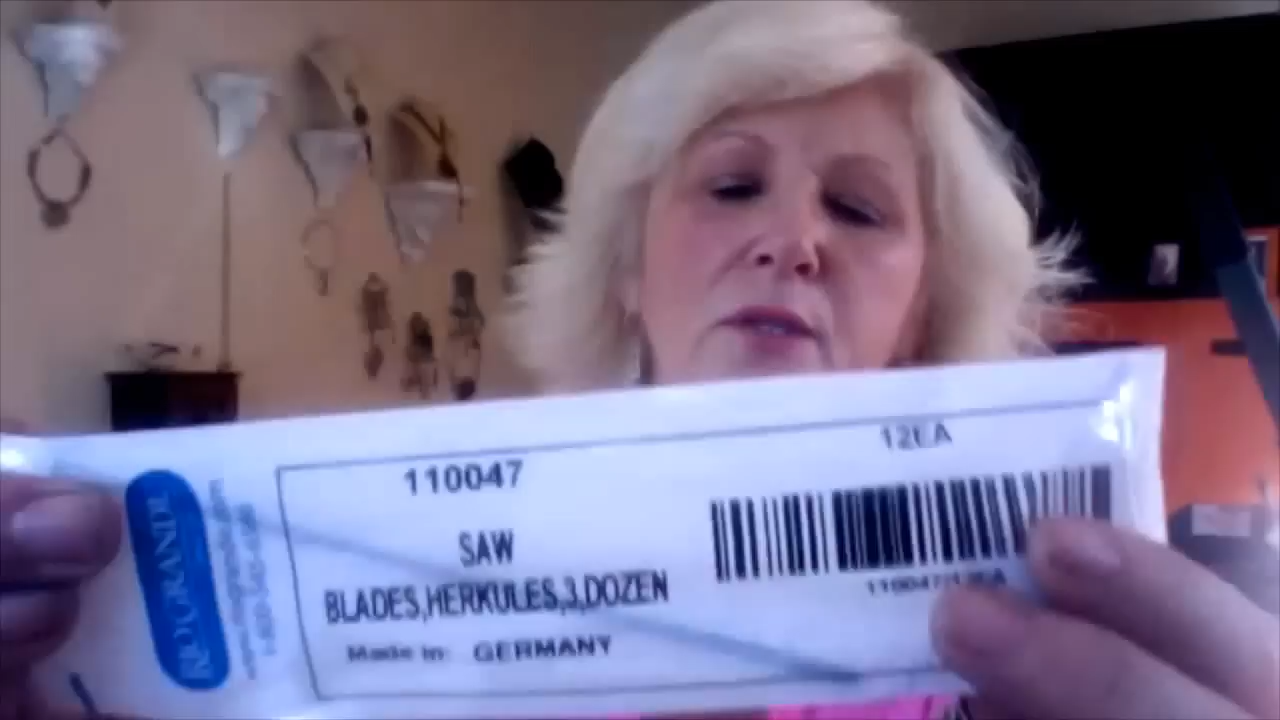 RIO GRANDE
110047
12EA
SAW
BLADES,HERKULES,3,DOZEN
Made in: GERMANY